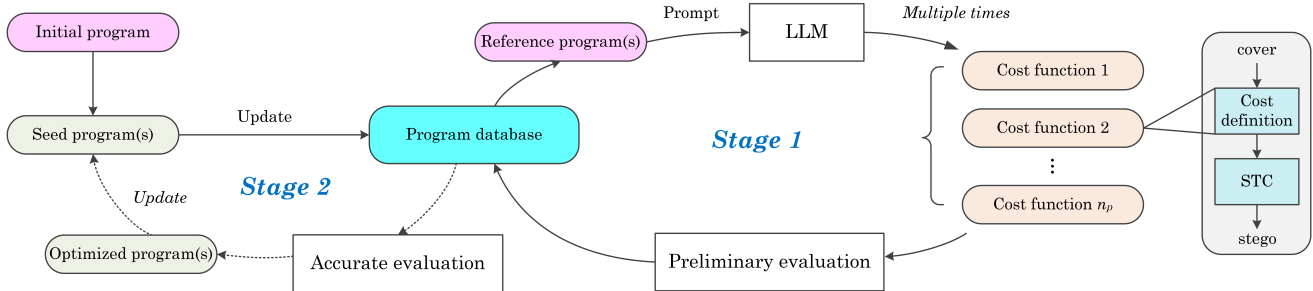 Initial program
Seed program(s)
Update
Program database
Reference program(s)
Prompt
LLM
Multiple times
Cost function 1
Cost function 2
⋮
Cost function nₚ
cover
Cost
definition
STC
stego
Stage 1
Stage 2
Update
Optimized program(s)
Accurate evaluation
Preliminary evaluation